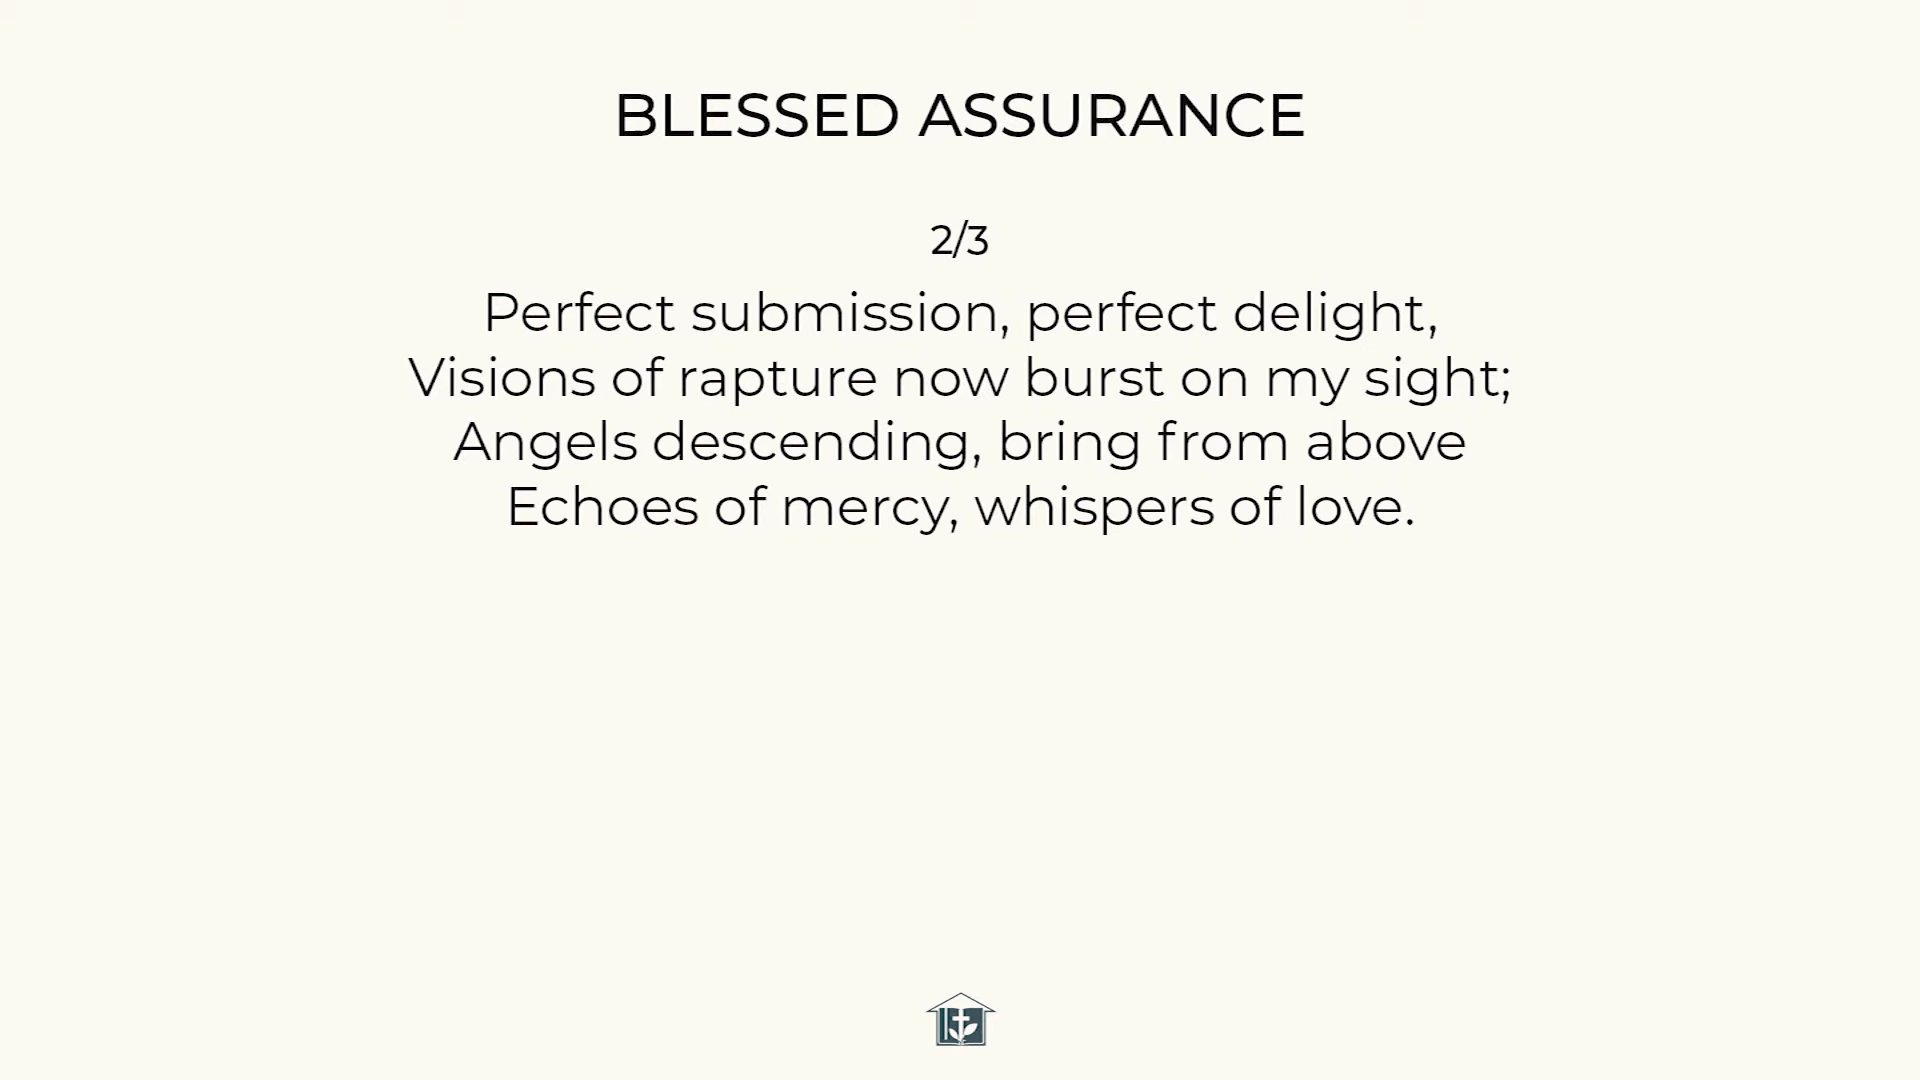 BLESSED ASSURANCE
2/3
Perfect submission, perfect delight,
Visions of rapture now burst on my sight;
Angels descending, bring from above
Echoes of mercy, whispers of love.